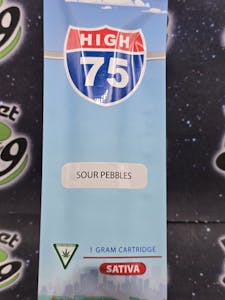 HIGH
75
SOUR PEBBLES
1 GRAM CARTRIDGE
SATIVA